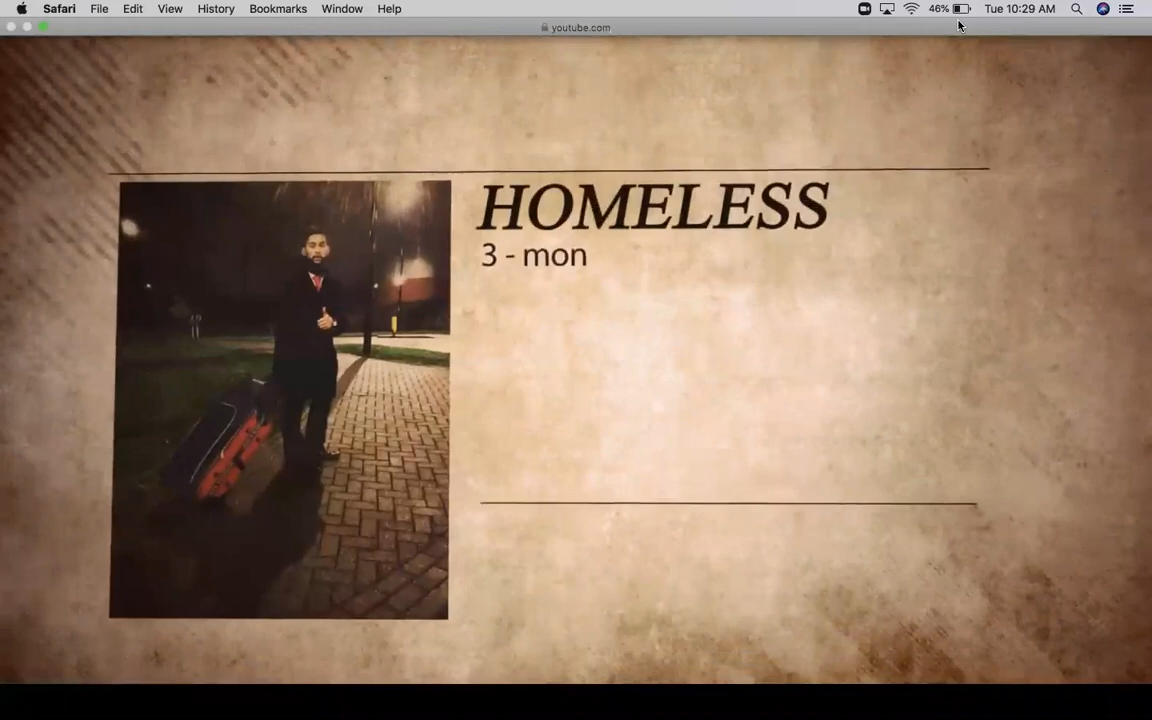 Safari File Edit View History Bookmarks Window Help 46% Tue 10:29 AM
youtube.com
HOMELESS
3 - mon